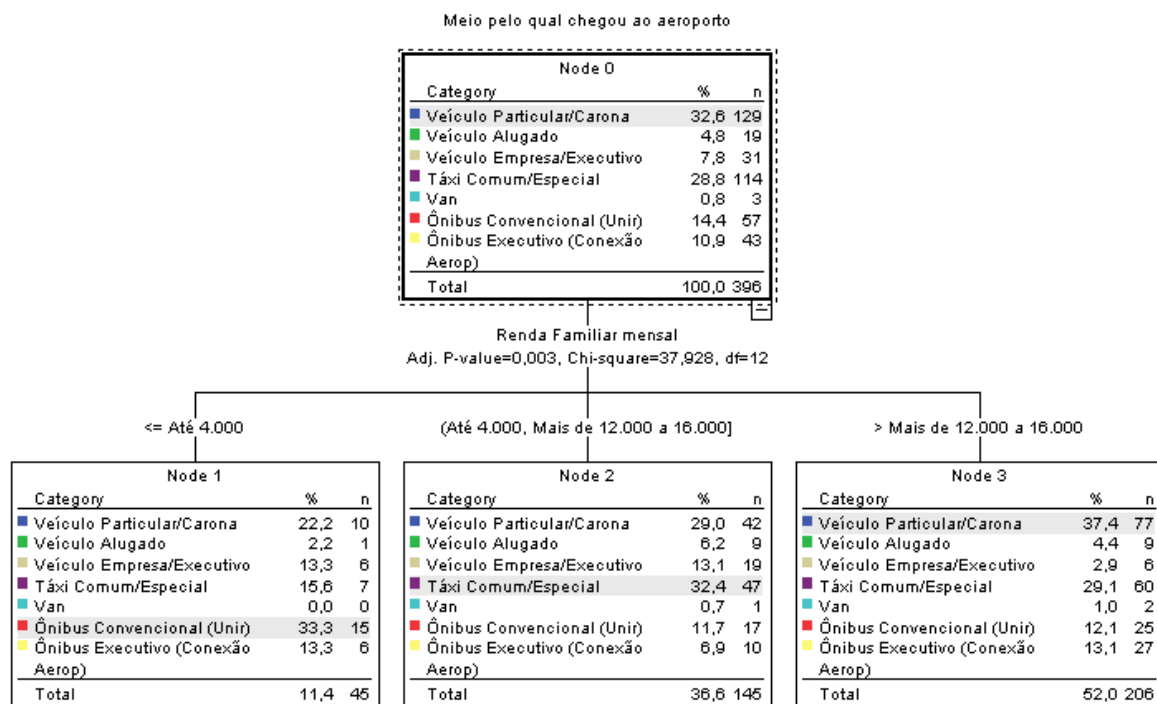 Meio pelo qual chegou ao aeroporto
Node 0
Category % n
Veículo Particular/Carona 32,6 129
Veículo Alugado 4,8 19
Veículo Empresa/Executivo 7,8 31
Táxi Comum/Especial 28,8 114
Van 0,8 3
Ônibus Convencional (Unir) 14,4 57
Ônibus Executivo (Conexão 10,9 43
Aerop)
Total 100,0 396
Renda Familiar mensal
Adj. P-value=0,003, Chi-square=37,928, df=12
<= Até 4.000
(Até 4.000, Mais de 12.000 a 16.000]
> Mais de 12.000 a 16.000
Node 1
Category % n
Veículo Particular/Carona 22,2 10
Veículo Alugado 2,2 1
Veículo Empresa/Executivo 13,3 6
Táxi Comum/Especial 15,6 7
Van 0,0 0
Ônibus Convencional (Unir) 33,3 15
Ônibus Executivo (Conexão 13,3 6
Aerop)
Total 11,4 45
Node 2
Category % n
Veículo Particular/Carona 29,0 42
Veículo Alugado 6,2 9
Veículo Empresa/Executivo 13,1 19
Táxi Comum/Especial 32,4 47
Van 0,7 1
Ônibus Convencional (Unir) 11,7 17
Ônibus Executivo (Conexão 6,9 10
Aerop)
Total 36,6 145
Node 3
Category % n
Veículo Particular/Carona 37,4 77
Veículo Alugado 4,4 9
Veículo Empresa/Executivo 2,9 6
Táxi Comum/Especial 29,1 60
Van 1,0 2
Ônibus Convencional (Unir) 12,1 25
Ônibus Executivo (Conexão 13,1 27
Aerop)
Total 52,0 206